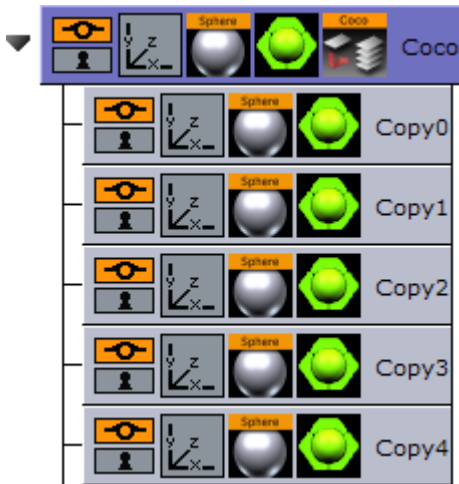 Sphere Coco
y z x Coco
Sphere
y z x Copy0
Sphere
y z x Copy1
Sphere
y z x Copy2
Sphere
y z x Copy3
Sphere
y z x Copy4